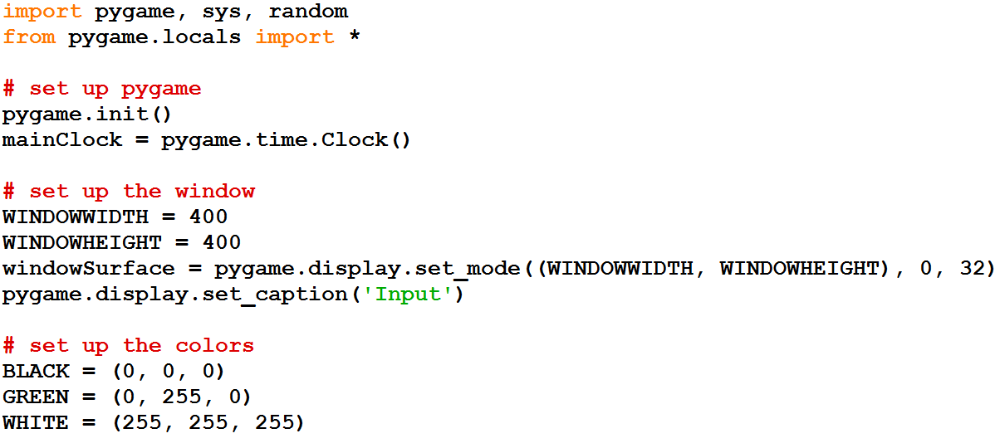 import pygame, sys, random
from pygame.locals import *
# set up pygame
pygame.init()
mainClock = pygame.time.Clock()
# set up the window
WINDOWWIDTH = 400
WINDOWHEIGHT = 400
windowSurface = pygame.display.set_mode((WINDOWWIDTH, WINDOWHEIGHT), 0, 32)
pygame.display.set_caption('Input')
# set up the colors
BLACK = (0, 0, 0)
GREEN = (0, 255, 0)
WHITE = (255, 255, 255)